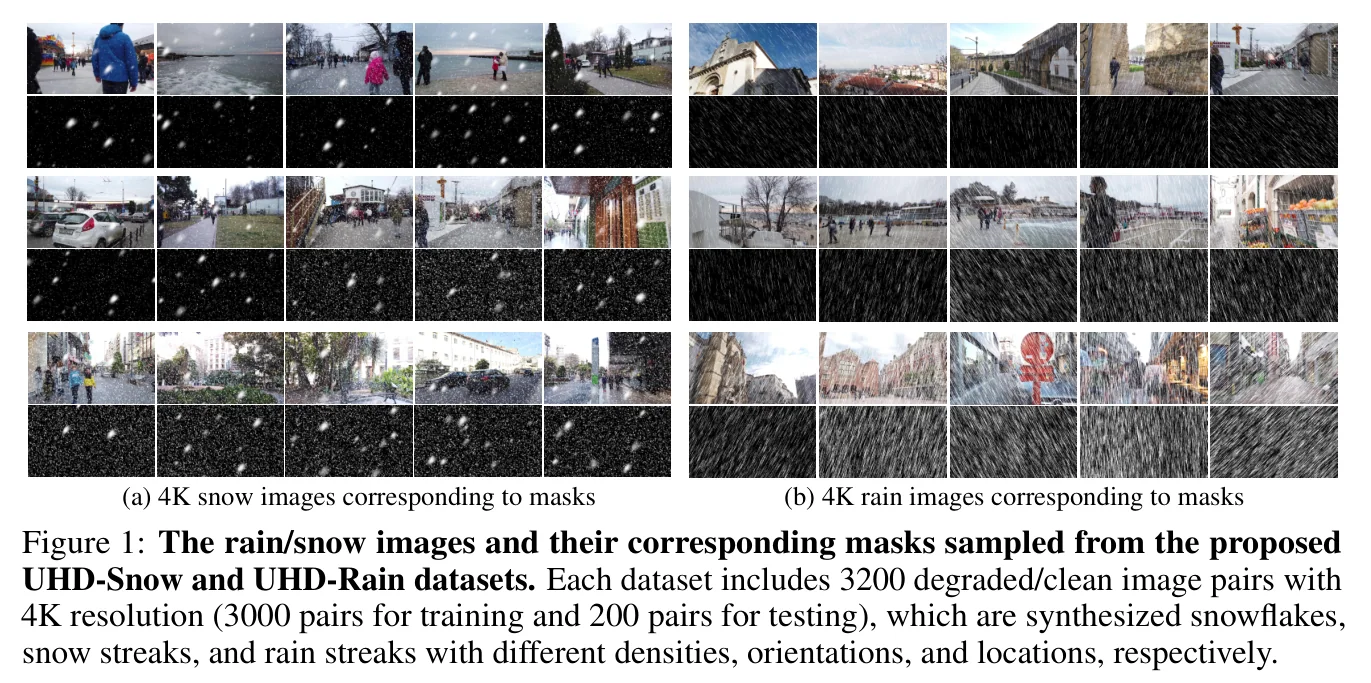 (a) 4K snow images corresponding to masks
(b) 4K rain images corresponding to masks
Figure 1: The rain/snow images and their corresponding masks sampled from the proposed
UHD-Snow and UHD-Rain datasets. Each dataset includes 3200 degraded/clean image pairs with
4K resolution (3000 pairs for training and 200 pairs for testing), which are synthesized snowflakes,
snow streaks, and rain streaks with different densities, orientations, and locations, respectively.